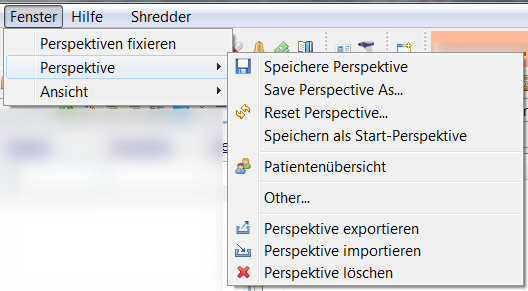 Fenster Hilfe Shredder
Perspektiven fixieren
Perspektive
Ansicht
Speichere Perspektive
Save Perspective As...
Reset Perspective...
Speichern als Start-Perspektive
Patientenübersicht
Other...
Perspektive exportieren
Perspektive importieren
Perspektive löschen